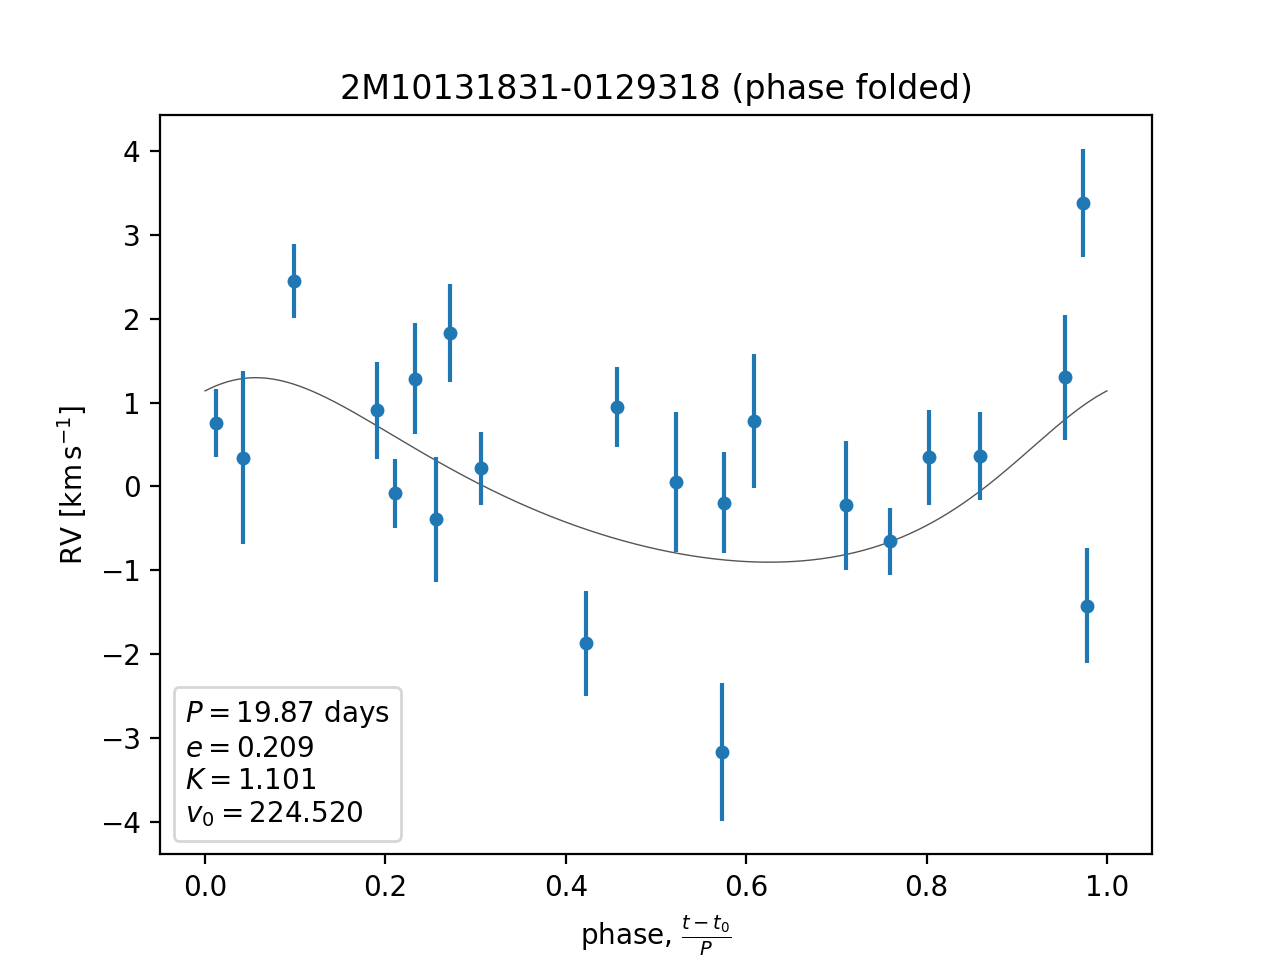 2M10131831-0129318 (phase folded)
RV [km s⁻¹]
4
3
2
1
0
−1
−2
−3
−4
P = 19.87 days
e = 0.209
K = 1.101
v₀ = 224.520
0.0 0.2 0.4 0.6 0.8 1.0
phase, (t − t₀)/P